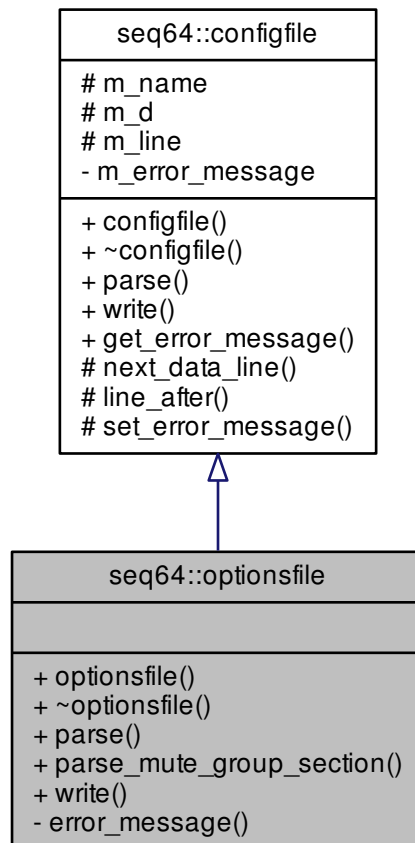 seq64::configfile
# m_name
# m_d
# m_line
- m_error_message
+ configfile()
+ ~configfile()
+ parse()
+ write()
+ get_error_message()
# next_data_line()
# line_after()
# set_error_message()
seq64::optionsfile
+ optionsfile()
+ ~optionsfile()
+ parse()
+ parse_mute_group_section()
+ write()
- error_message()